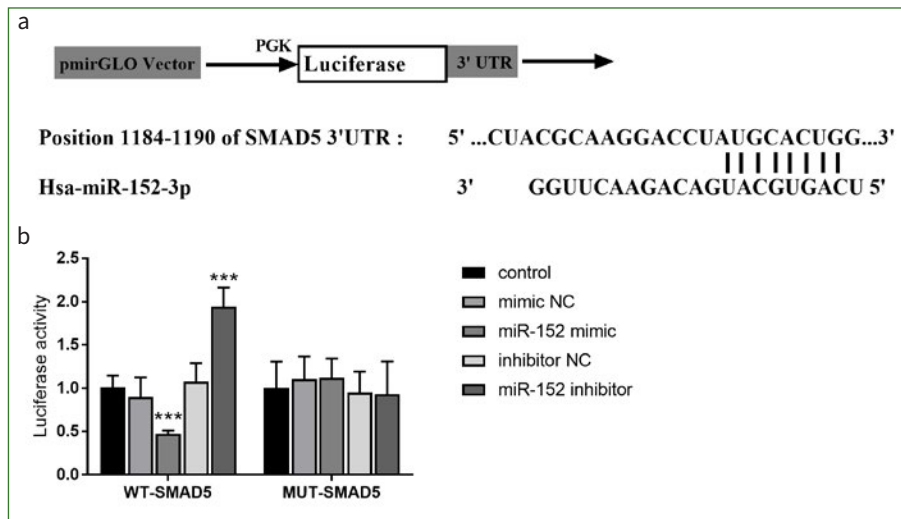 a
PGK
pmirGLO Vector Luciferase 3' UTR
Position 1184-1190 of SMAD5 3'UTR : 5' ...CUACGCAAGGACCUAUGCACUGG...3'
Hsa-miR-152-3p 3' GGUUCAAGACAGUACGUGACU 5'
b
Luciferase activity
2.5
2.0
1.5
1.0
0.5
0.0
***
***
WT-SMAD5 MUT-SMAD5
control
mimic NC
miR-152 mimic
inhibitor NC
miR-152 inhibitor